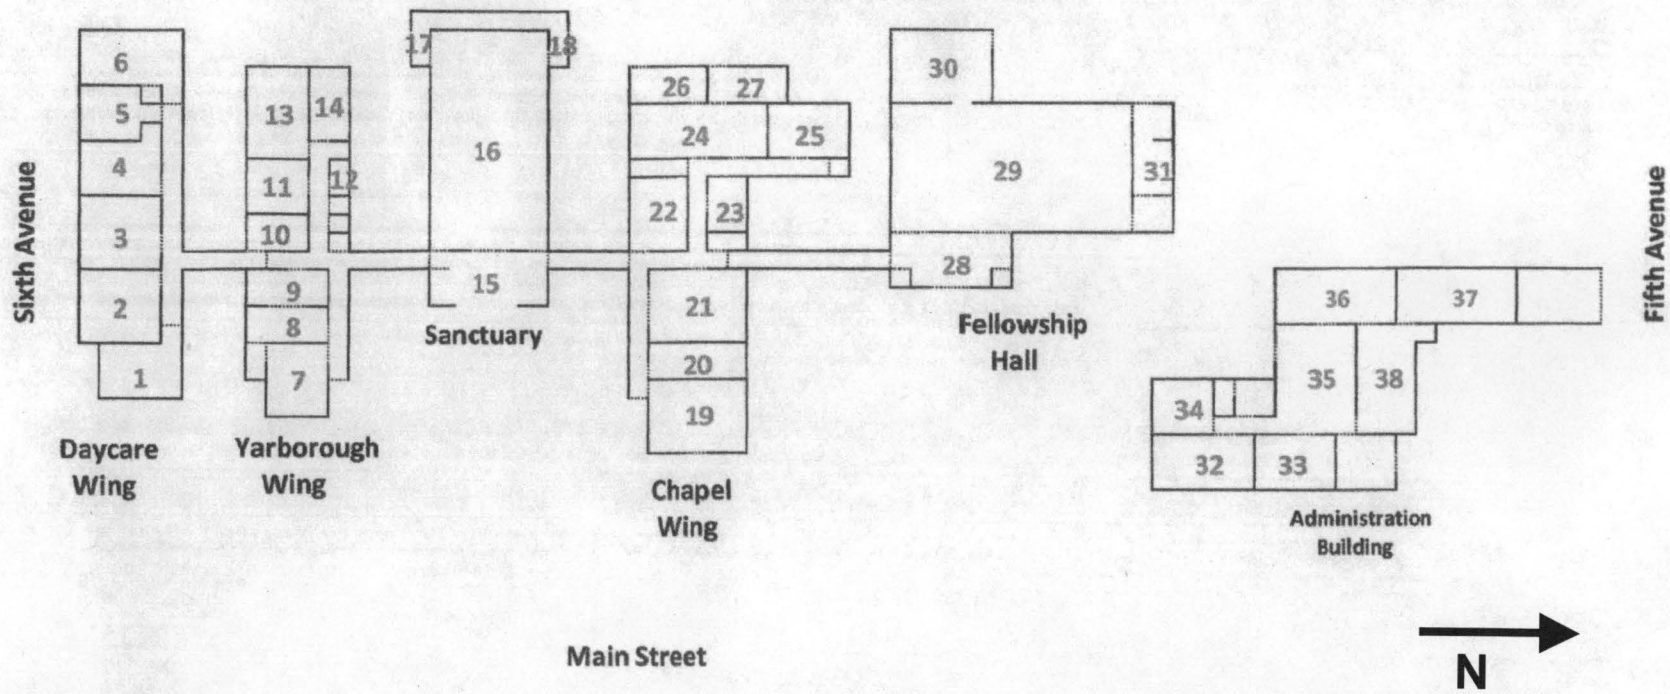 6
5
4
3
2
1
Sixth Avenue
Daycare
Wing
13
14
11
12
10
9
8
7
Yarborough
Wing
17
18
16
15
Sanctuary
26
27
24
25
22
23
21
20
19
Chapel
Wing
30
29
31
28
Fellowship
Hall
36
37
35
38
34
32
33
Administration
Building
Fifth Avenue
Main Street
N